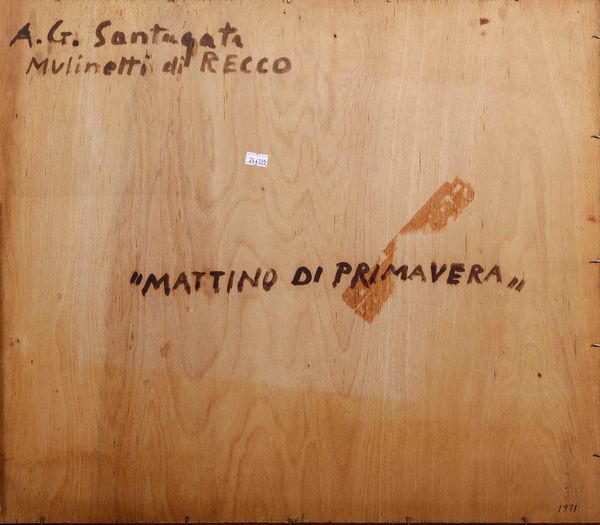 A.G. Santagata
Mulinetti di RECCO
"MATTINO DI PRIMAVERA„
1971